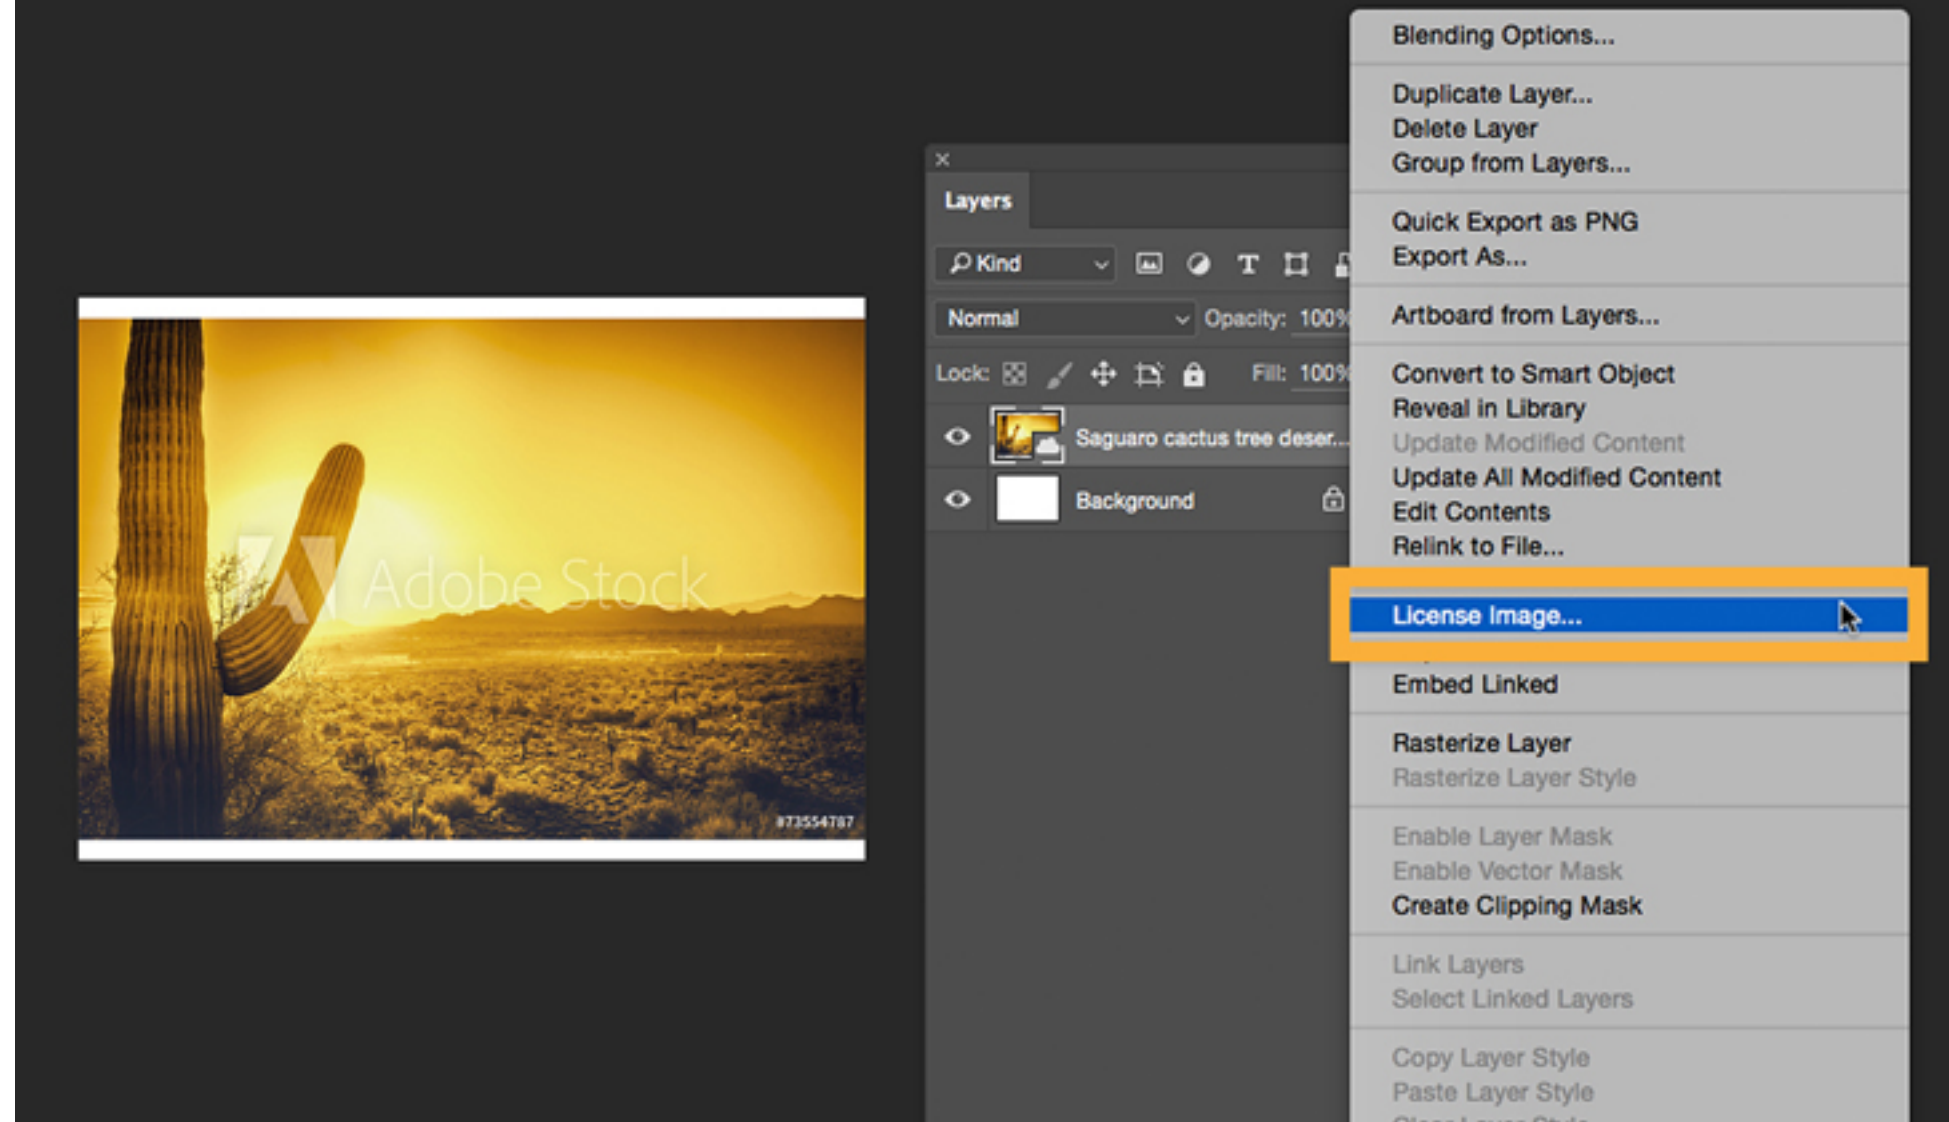 Adobe Stock
#73554787
Layers
Kind
Normal
Opacity: 100%
Lock:
Fill: 100%
Saguaro cactus tree deser...
Background
Blending Options...
Duplicate Layer...
Delete Layer
Group from Layers...
Quick Export as PNG
Export As...
Artboard from Layers...
Convert to Smart Object
Reveal in Library
Update Modified Content
Update All Modified Content
Edit Contents
Relink to File...
License Image...
Embed Linked
Rasterize Layer
Rasterize Layer Style
Enable Layer Mask
Enable Vector Mask
Create Clipping Mask
Link Layers
Select Linked Layers
Copy Layer Style
Paste Layer Style